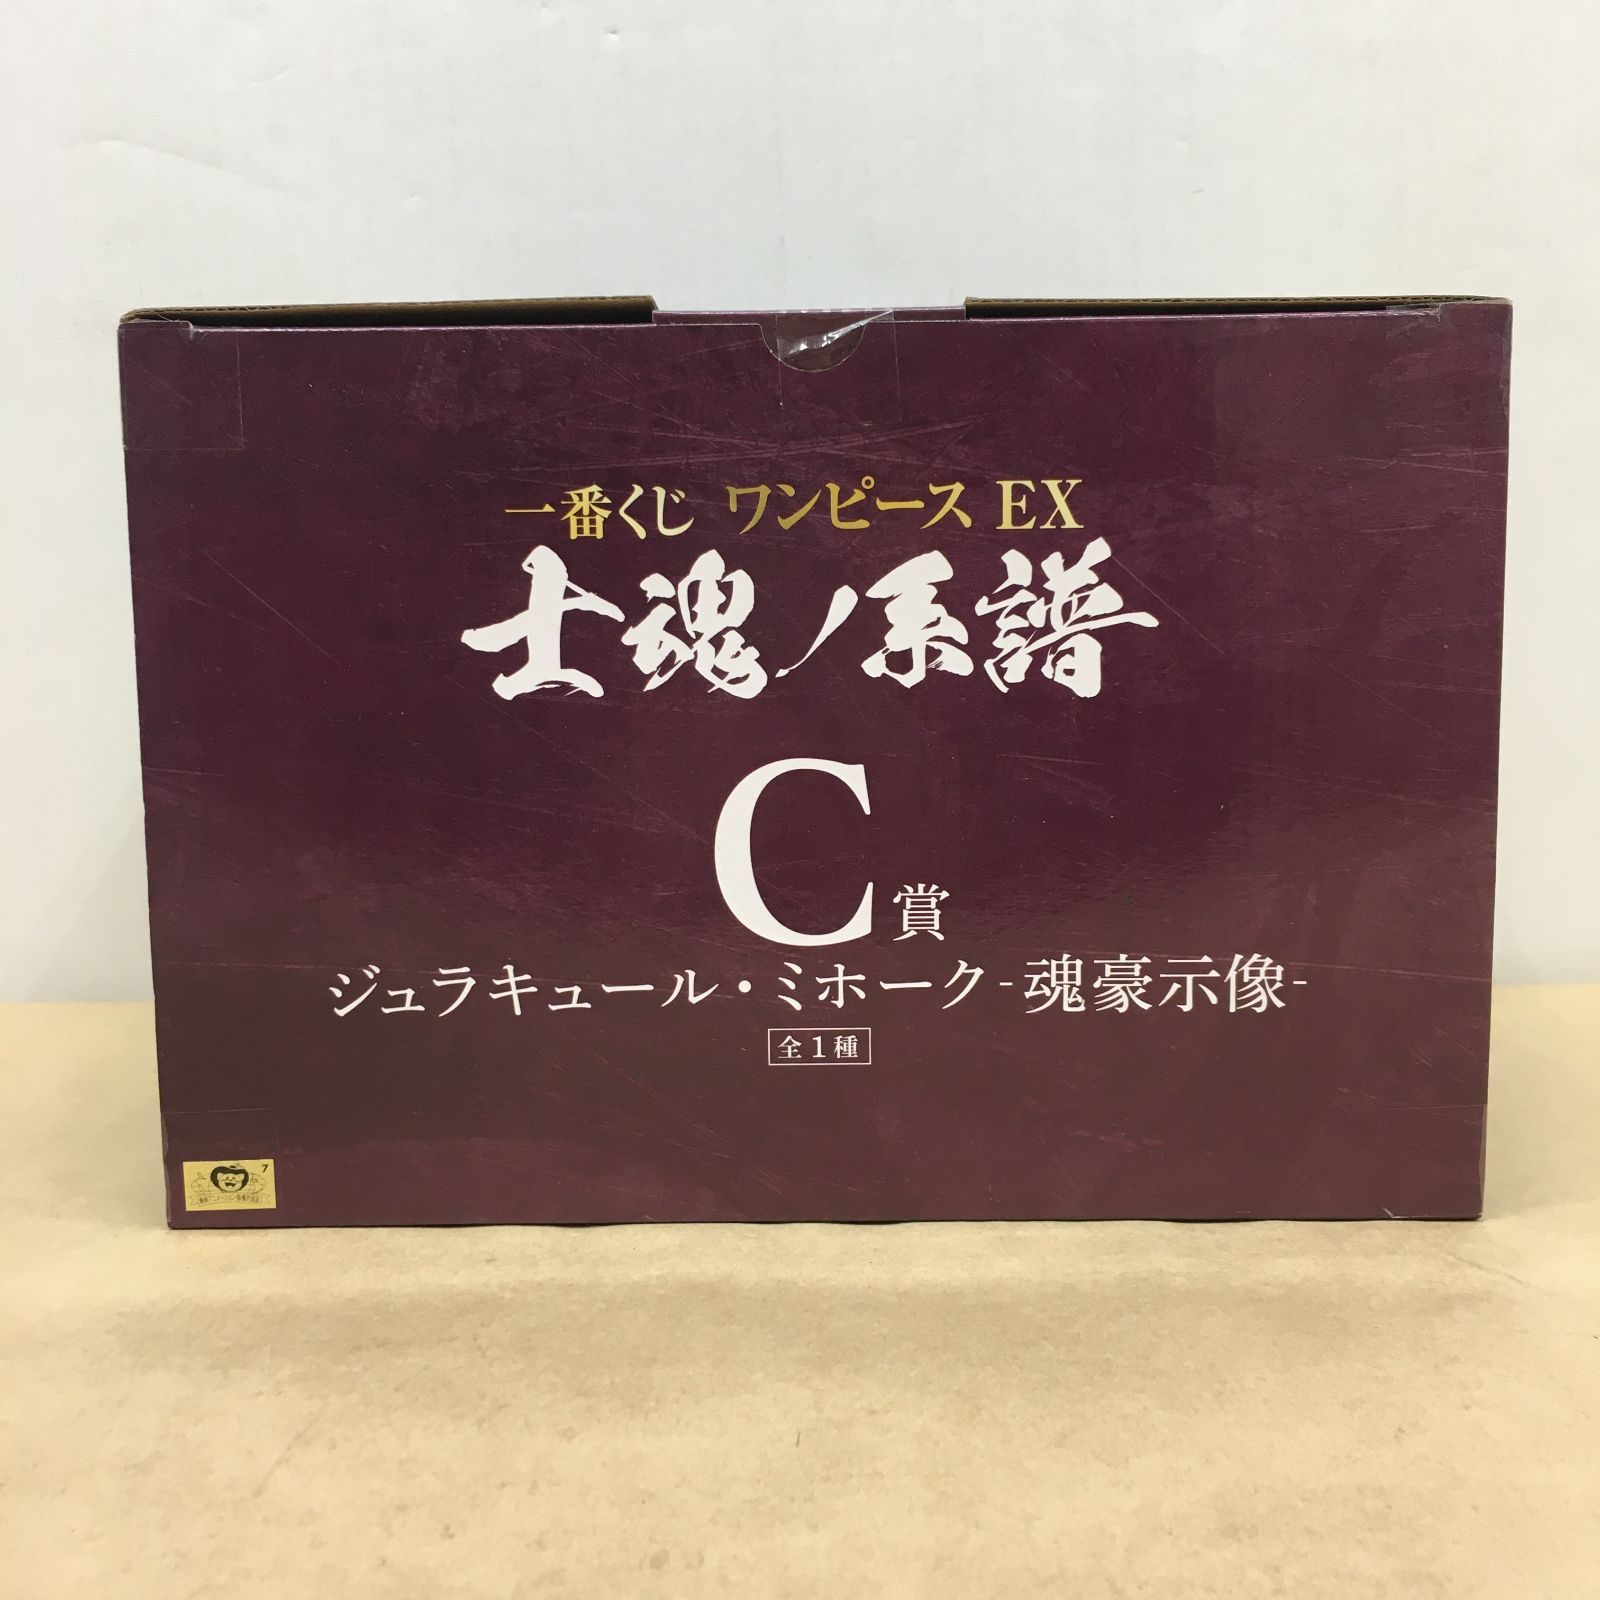 一番くじ ワンピース EX
士魂ノ系譜
C賞
ジュラキュール・ミホーク-魂豪示像-
全1種
7